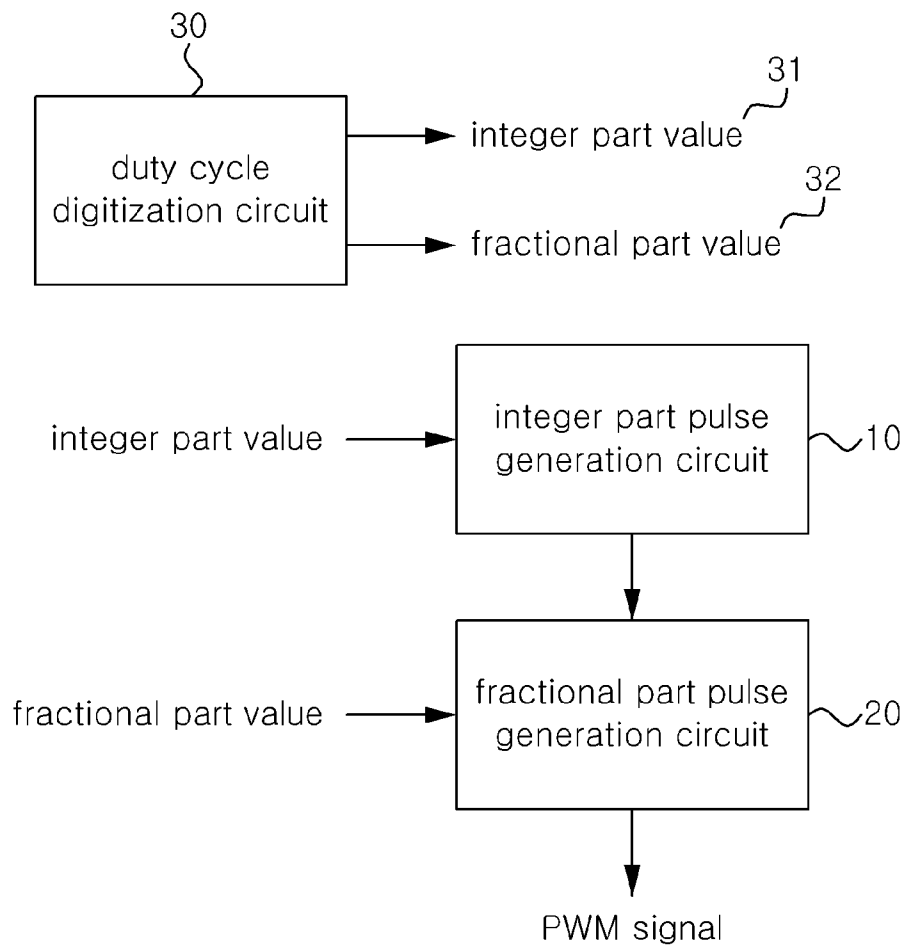 30
31
duty cycle
digitization circuit
integer part value
32
fractional part value
integer part value
integer part pulse
generation circuit
10
fractional part value
fractional part pulse
generation circuit
20
PWM signal